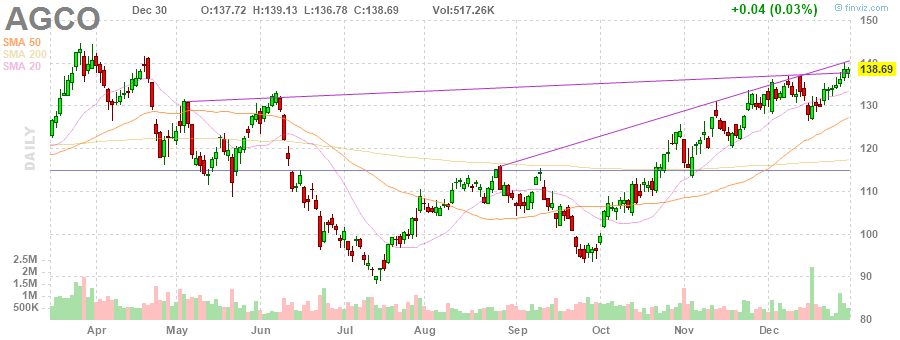 AGCO
Dec 30 O:137.72 H:139.13 L:136.78 C:138.69 Vol:517.26K +0.04 (0.03%)
© finviz.com
SMA 50
SMA 200
SMA 20
DAILY
150
140
138.69
130
120
110
100
90
80
2.5M
2M
1.5M
1M
500K
Apr May Jun Jul Aug Sep Oct Nov Dec